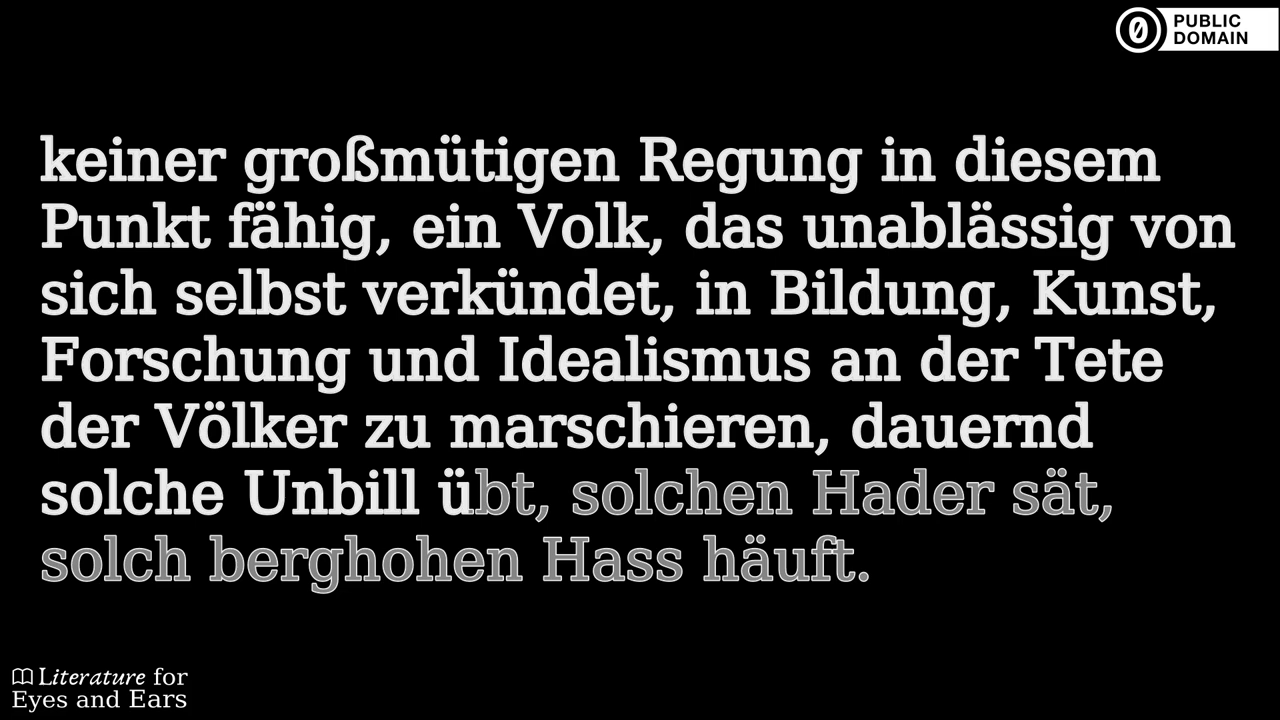 PUBLIC
DOMAIN
keiner großmütigen Regung in diesem
Punkt fähig, ein Volk, das unablässig von
sich selbst verkündet, in Bildung, Kunst,
Forschung und Idealismus an der Tete
der Völker zu marschieren, dauernd
solche Unbill übt, solchen Hader sät,
solch berghohen Hass häuft.
Literature for
Eyes and Ears